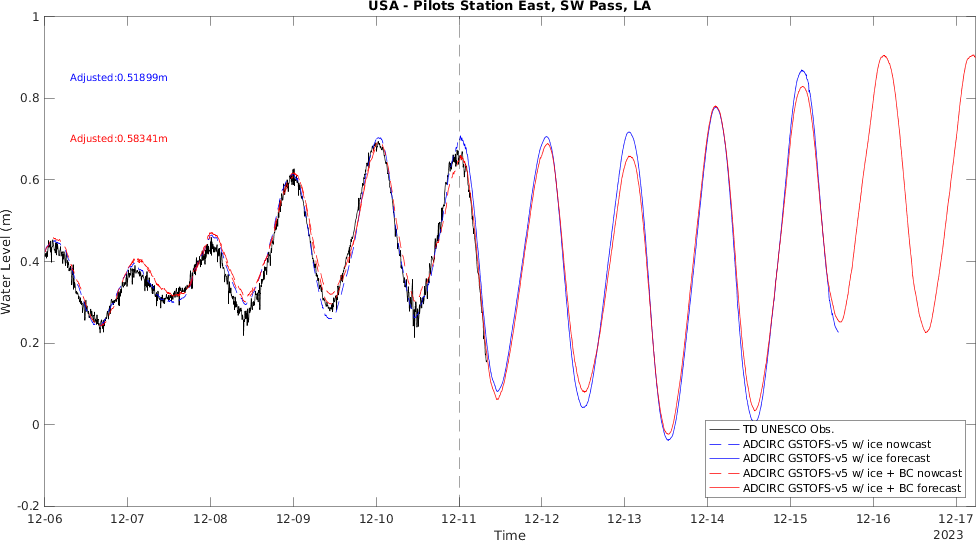 USA - Pilots Station East, SW Pass, LA
1
0.8
0.6
0.4
0.2
0
-0.2
Water Level (m)
Adjusted:0.51899m
Adjusted:0.58341m
TD UNESCO Obs.
ADCIRC GSTOFS-v5 w/ ice nowcast
ADCIRC GSTOFS-v5 w/ ice forecast
ADCIRC GSTOFS-v5 w/ ice + BC nowcast
ADCIRC GSTOFS-v5 w/ ice + BC forecast
12-06 12-07 12-08 12-09 12-10 12-11 12-12 12-13 12-14 12-15 12-16 12-17
Time
2023